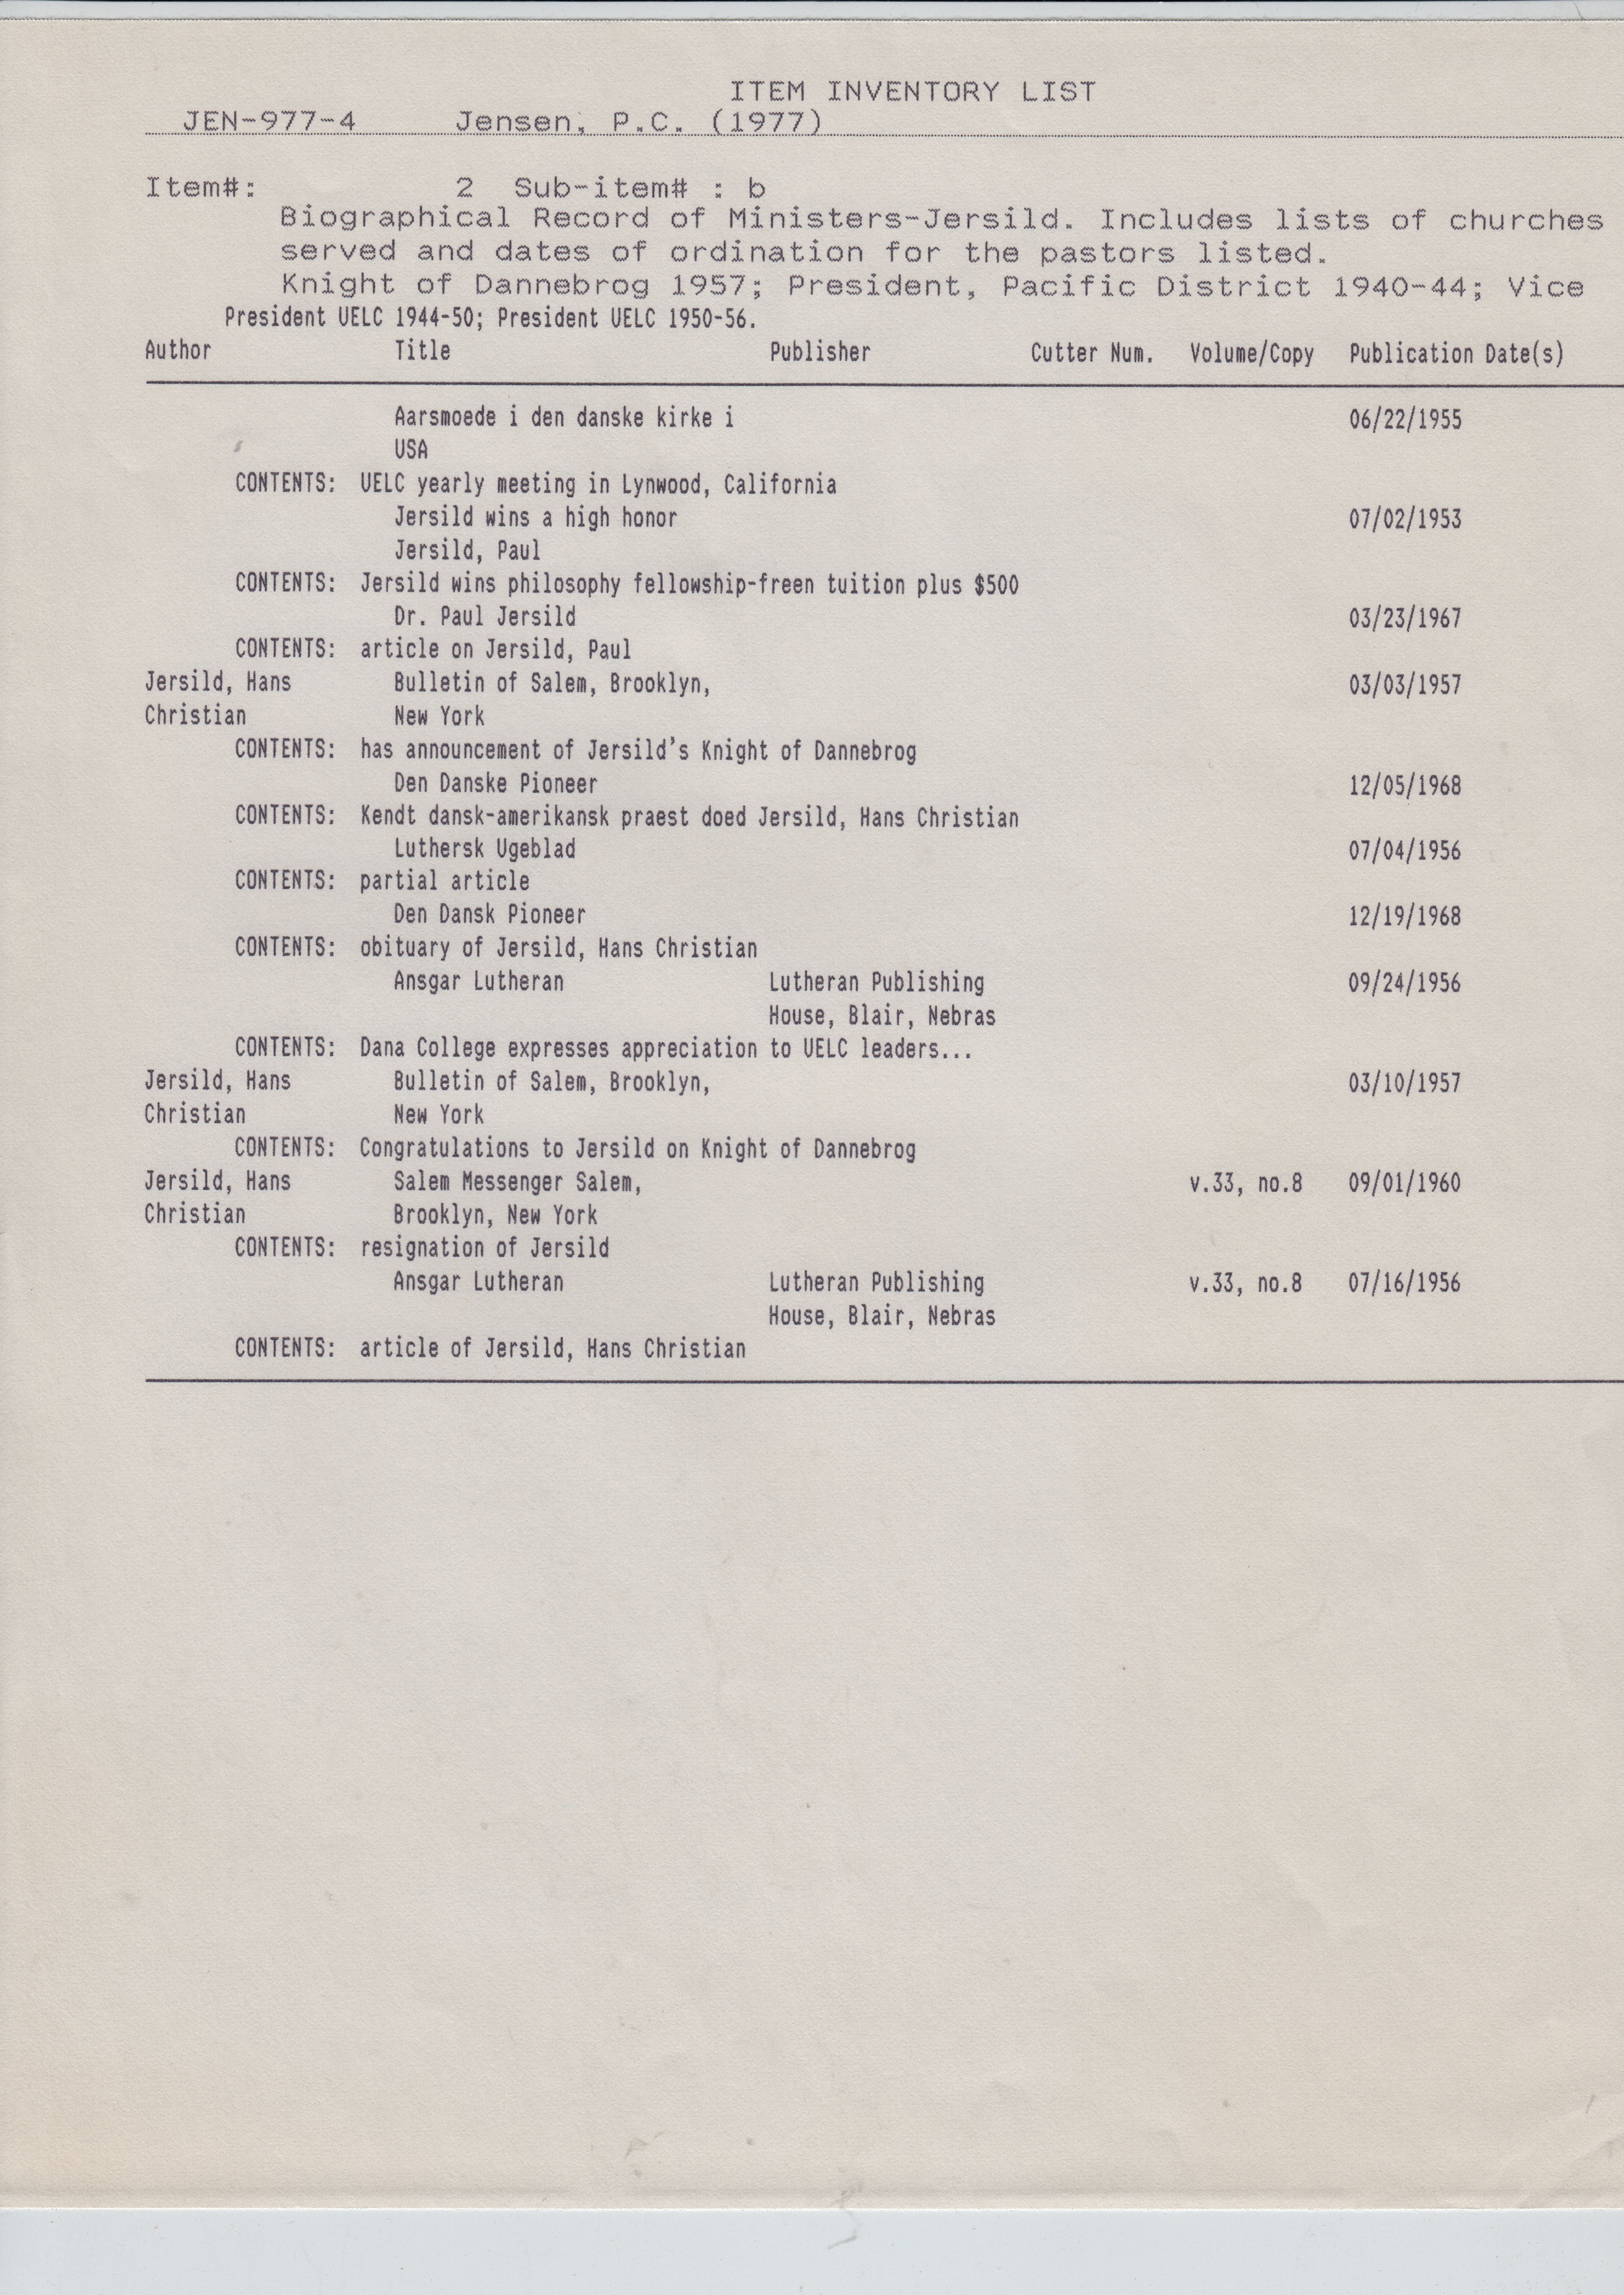 ITEM INVENTORY LIST
JEN-977-4 Jensen, P.C. (1977)
Item#: 2 Sub-item# : b
Biographical Record of Ministers-Jersild. Includes lists of churches
served and dates of ordination for the pastors listed.
Knight of Dannebrog 1957; President, Pacific District 1940-44; Vice
President UELC 1944-50; President UELC 1950-56.
Author Title Publisher Cutter Num. Volume/Copy Publication Date(s)
Aarsmoede i den danske kirke i 06/22/1955
USA
CONTENTS: UELC yearly meeting in Lynwood, California
Jersild wins a high honor 07/02/1953
Jersild, Paul
CONTENTS: Jersild wins philosophy fellowship-freen tuition plus $500
Dr. Paul Jersild 03/23/1967
CONTENTS: article on Jersild, Paul
Jersild, Hans Bulletin of Salem, Brooklyn, 03/03/1957
Christian New York
CONTENTS: has announcement of Jersild's Knight of Dannebrog
Den Danske Pioneer 12/05/1968
CONTENTS: Kendt dansk-amerikansk praest doed Jersild, Hans Christian
Luthersk Ugeblad 07/04/1956
CONTENTS: partial article
Den Dansk Pioneer 12/19/1968
CONTENTS: obituary of Jersild, Hans Christian
Ansgar Lutheran Lutheran Publishing 09/24/1956
House, Blair, Nebras
CONTENTS: Dana College expresses appreciation to UELC leaders...
Jersild, Hans Bulletin of Salem, Brooklyn, 03/10/1957
Christian New York
CONTENTS: Congratulations to Jersild on Knight of Dannebrog
Jersild, Hans Salem Messenger Salem, v.33, no.8 09/01/1960
Christian Brooklyn, New York
CONTENTS: resignation of Jersild
Ansgar Lutheran Lutheran Publishing v.33, no.8 07/16/1956
House, Blair, Nebras
CONTENTS: article of Jersild, Hans Christian